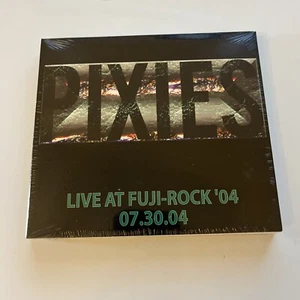 PIXIES
LIVE AT FUJI-ROCK '04
07.30.04